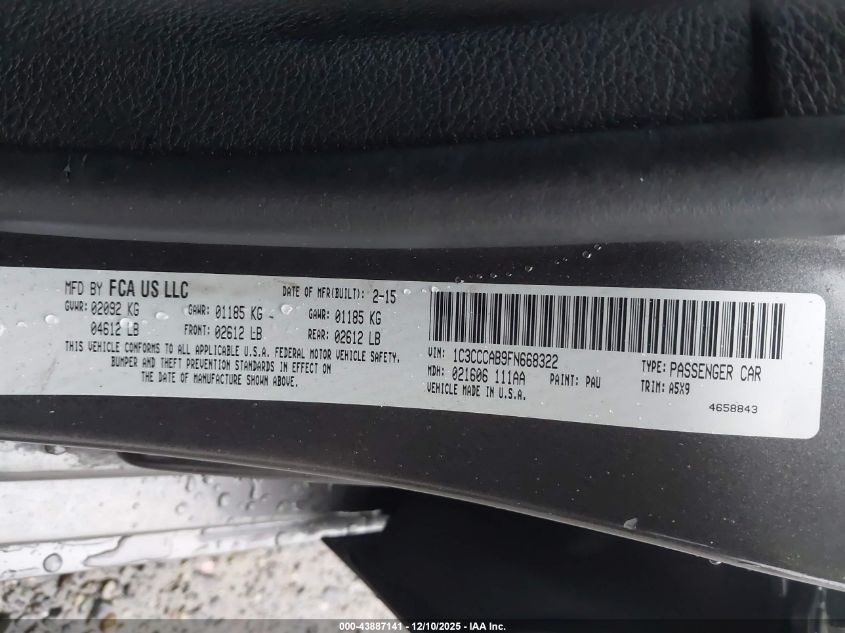 MFD BY FCA US LLC DATE OF MFR(BUILT): 2-15
GVWR: 02092 KG GAWR: 01185 KG GAWR: 01185 KG
04612 LB FRONT: 02612 LB REAR: 02612 LB
THIS VEHICLE CONFORMS TO ALL APPLICABLE U.S.A. FEDERAL MOTOR VEHICLE SAFETY,
BUMPER AND THEFT PREVENTION STANDARDS IN EFFECT ON
THE DATE OF MANUFACTURE SHOWN ABOVE.
VIN: 1C3CCCAB9FN668322 TYPE: PASSENGER CAR
MDH: 021606 111AA PAINT: PAU TRIM: A5X9
VEHICLE MADE IN U.S.A.
4658843
000-43887141 - 12/10/2025 - IAA Inc.